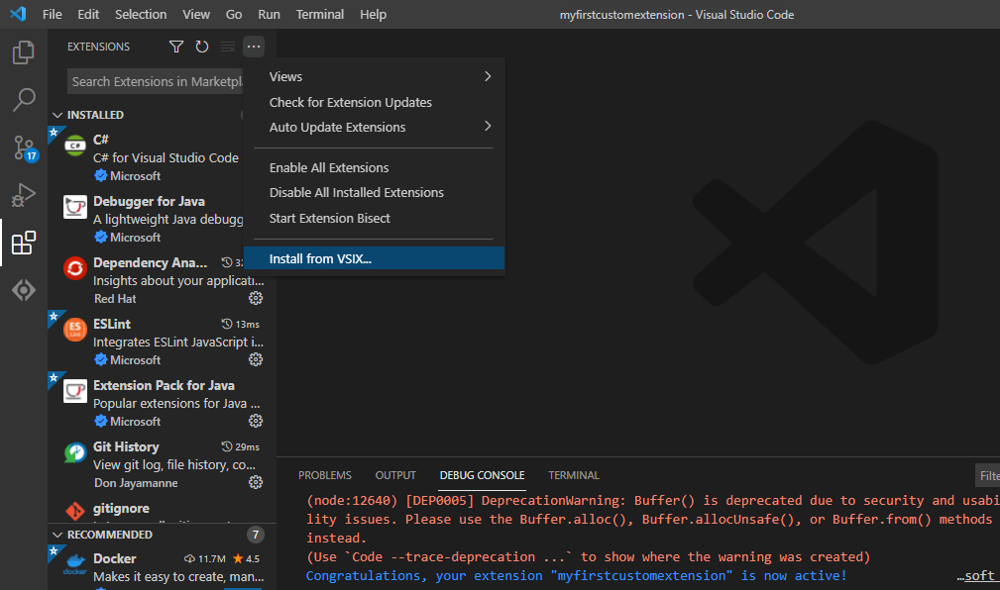 File Edit Selection View Go Run Terminal Help
myfirstcustomextension - Visual Studio Code
EXTENSIONS
Search Extensions in Marketpla
INSTALLED
C#
C# for Visual Studio Code
Microsoft
Debugger for Java
A lightweight Java debugg
Microsoft
Dependency Ana...
Insights about your applicati...
Red Hat
ESLint 13ms
Integrates ESLint JavaScript i...
Microsoft
Extension Pack for Java
Popular extensions for Java ...
Microsoft
Git History 29ms
View git log, file history, co...
Don Jayamanne
gitignore
RECOMMENDED 7
Docker 11.7M 4.5
Makes it easy to create, man...
17
Views
Check for Extension Updates
Auto Update Extensions
Enable All Extensions
Disable All Installed Extensions
Start Extension Bisect
Install from VSIX...
PROBLEMS OUTPUT DEBUG CONSOLE TERMINAL
Filte
(node:12640) [DEP0005] DeprecationWarning: Buffer() is deprecated due to security and usabi
lity issues. Please use the Buffer.alloc(), Buffer.allocUnsafe(), or Buffer.from() methods
instead.
(Use `Code --trace-deprecation ...` to show where the warning was created)
Congratulations, your extension "myfirstcustomextension" is now active!
…soft